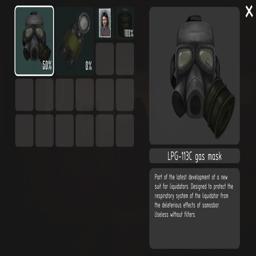 50%
0%
100%
X
LPG-113C gas mask
Part of the latest development of a new
suit for liquidators. Designed to protect the
respiratory system of the liquidator from
the deleterious effects of samosbor.
Useless without filters.